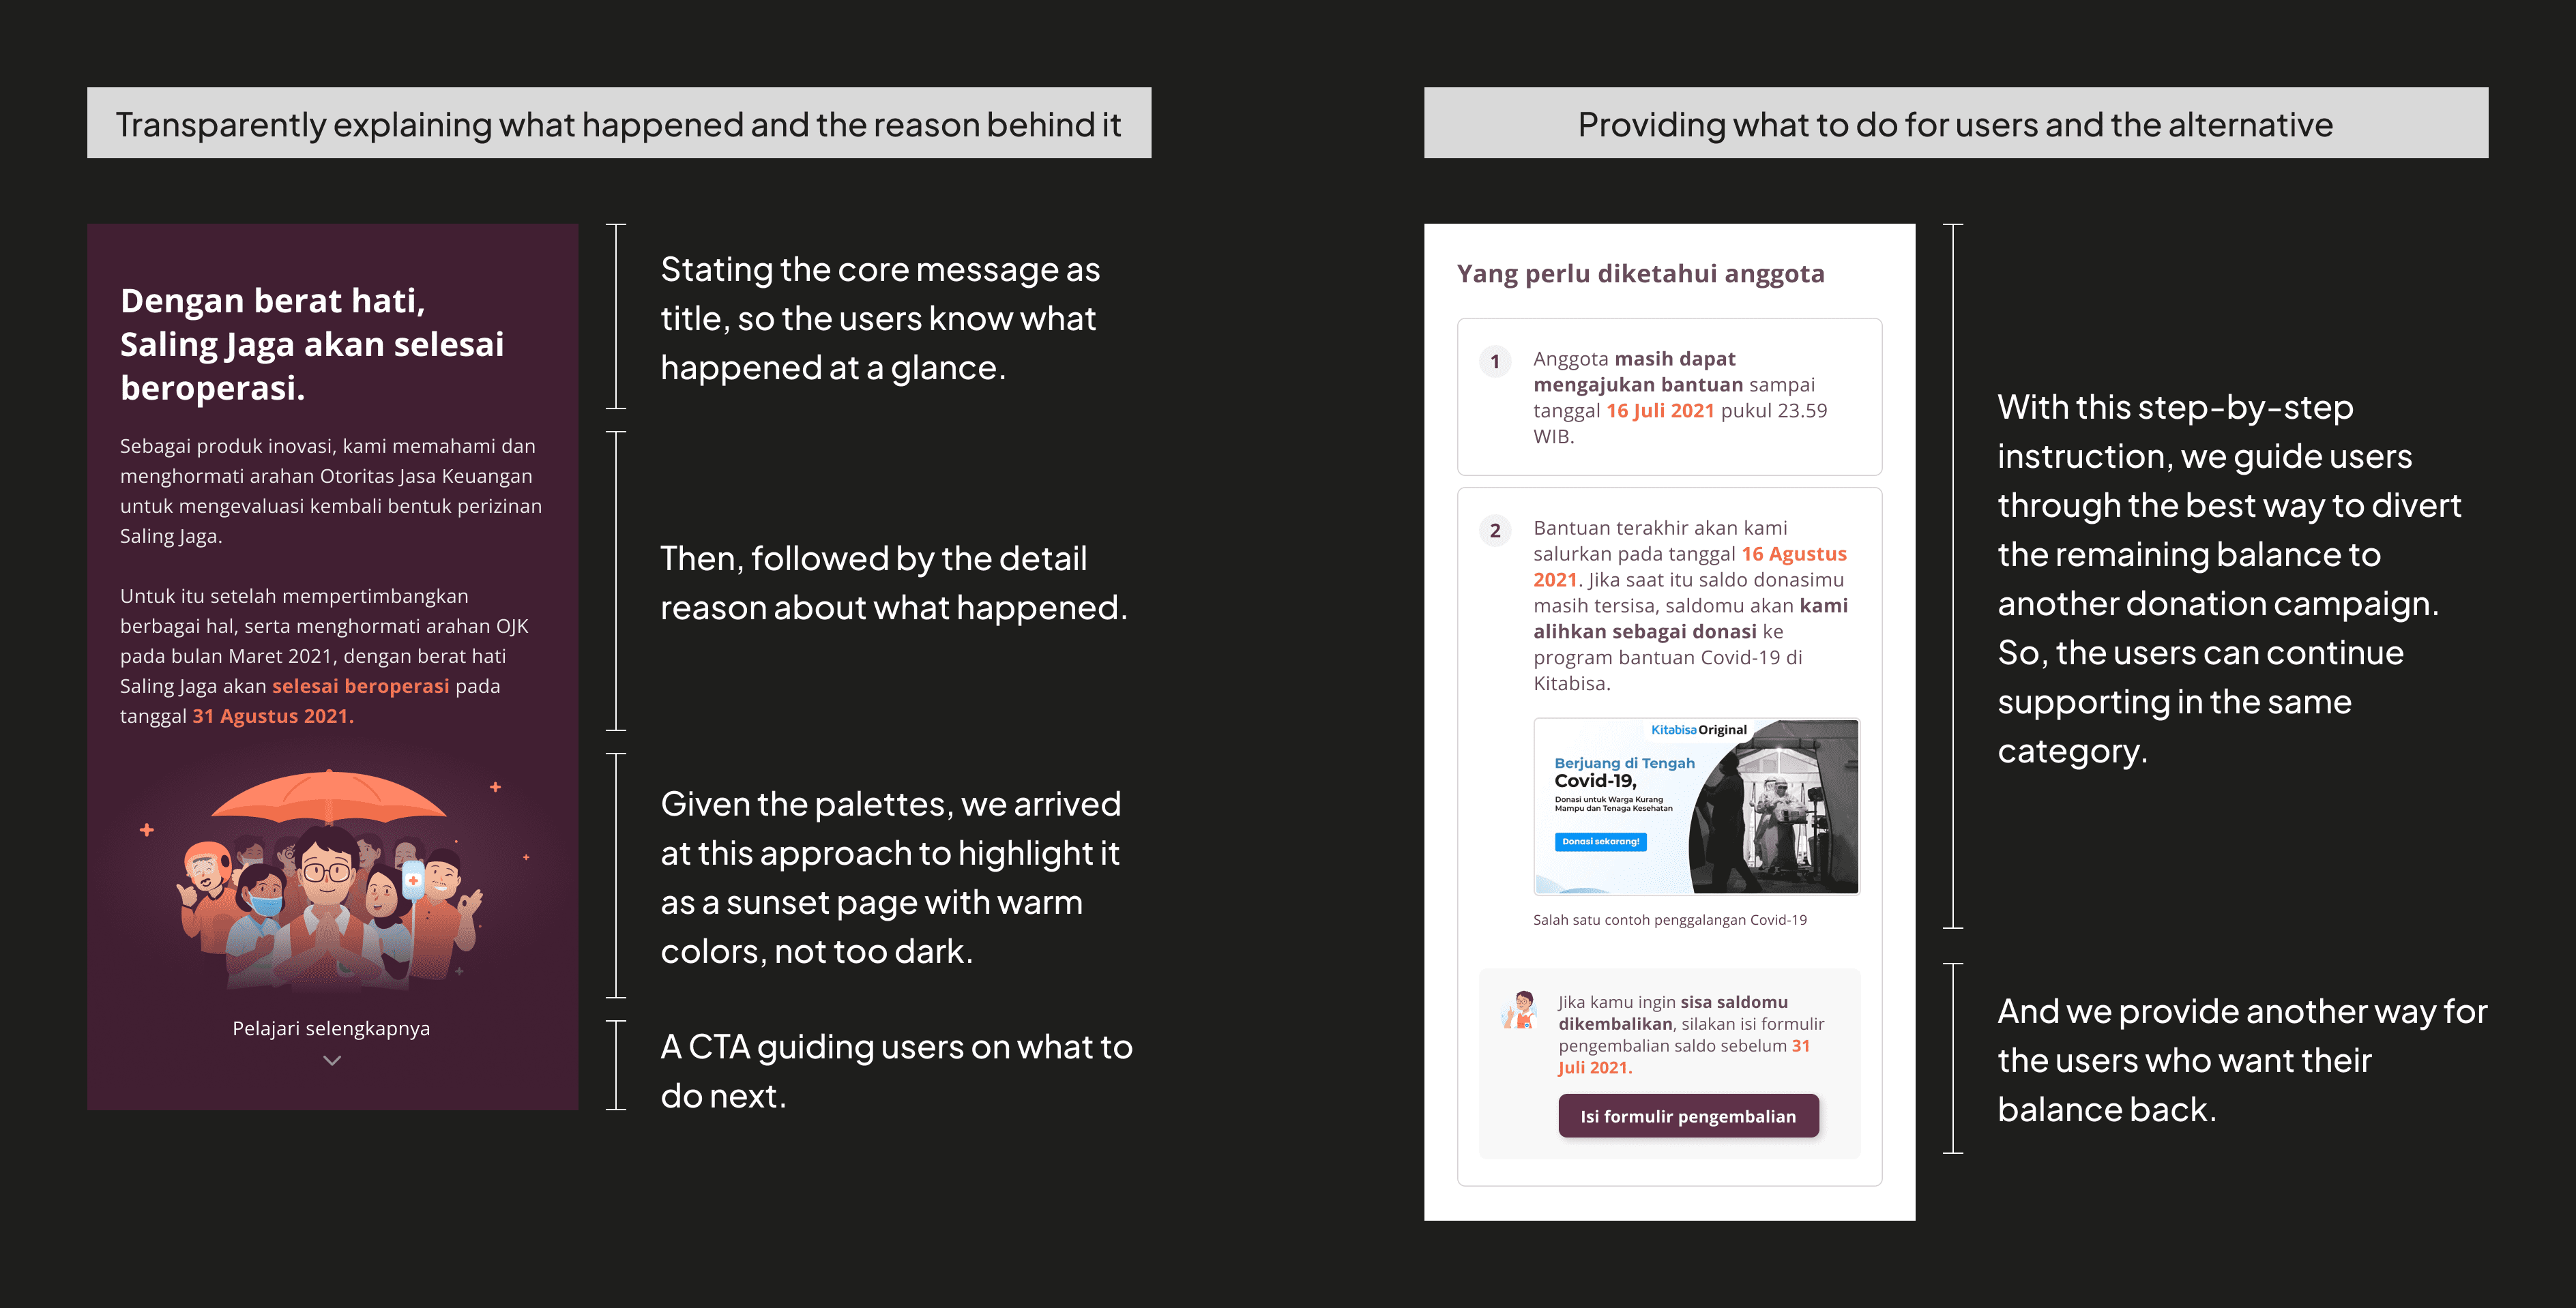 Transparently explaining what happened and the reason behind it
Dengan berat hati,
Saling Jaga akan selesai
beroperasi.
Sebagai produk inovasi, kami memahami dan
menghormati arahan Otoritas Jasa Keuangan
untuk mengevaluasi kembali bentuk perizinan
Saling Jaga.
Untuk itu setelah mempertimbangkan
berbagai hal, serta menghormati arahan OJK
pada bulan Maret 2021, dengan berat hati
Saling Jaga akan selesai beroperasi pada
tanggal 31 Agustus 2021.
Pelajari selengkapnya
Stating the core message as
title, so the users know what
happened at a glance.
Then, followed by the detail
reason about what happened.
Given the palettes, we arrived
at this approach to highlight it
as a sunset page with warm
colors, not too dark.
A CTA guiding users on what to
do next.
Providing what to do for users and the alternative
Yang perlu diketahui anggota
1
Anggota masih dapat
mengajukan bantuan sampai
tanggal 16 Juli 2021 pukul 23.59
WIB.
2
Bantuan terakhir akan kami
salurkan pada tanggal 16 Agustus
2021. Jika saat itu saldo donasimu
masih tersisa, saldomu akan kami
alihkan sebagai donasi ke
program bantuan Covid-19 di
Kitabisa.
Kitabisa Original
Berjuang di Tengah
Covid-19,
Donasi untuk Warga Kurang
Mampu dan Tenaga Kesehatan
Donasi sekarang!
Salah satu contoh penggalangan Covid-19
Jika kamu ingin sisa saldomu
dikembalikan, silakan isi formulir
pengembalian saldo sebelum 31
Juli 2021.
Isi formulir pengembalian
With this step-by-step
instruction, we guide users
through the best way to divert
the remaining balance to
another donation campaign.
So, the users can continue
supporting in the same
category.
And we provide another way for
the users who want their
balance back.